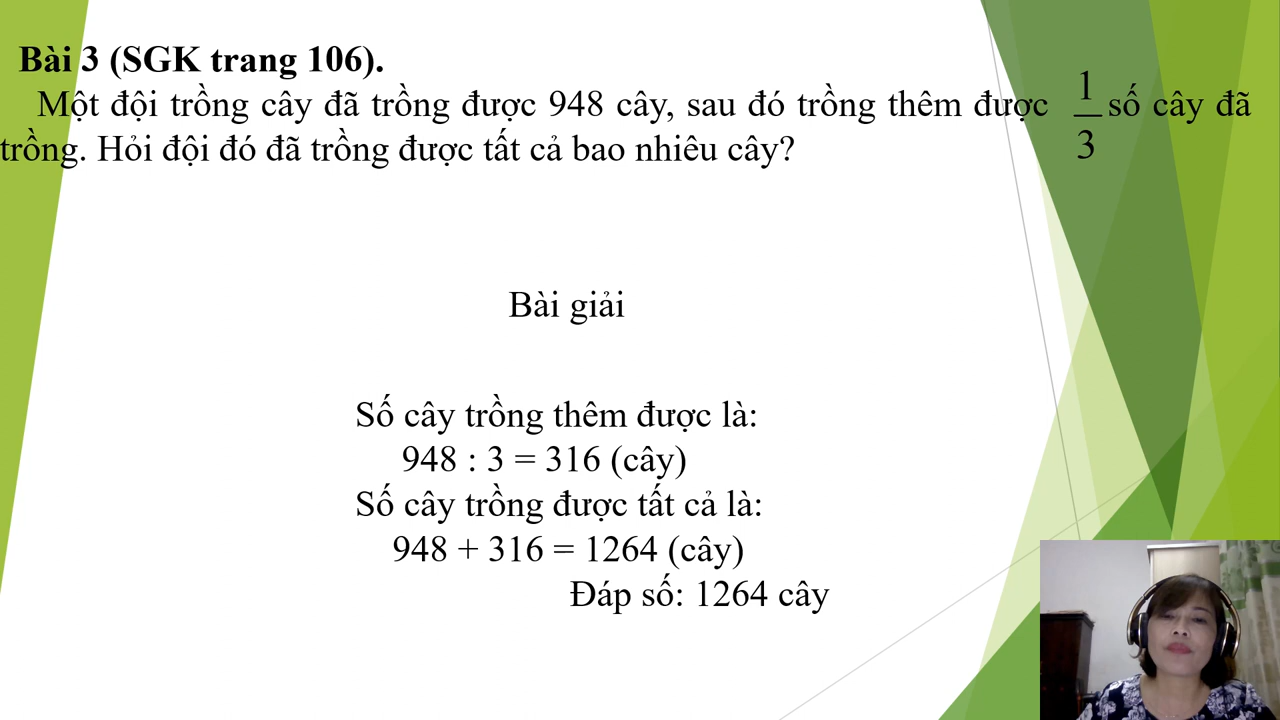 Bài 3 (SGK trang 106).
Một đội trồng cây đã trồng được 948 cây, sau đó trồng thêm được 1/3 số cây đã
trồng. Hỏi đội đó đã trồng được tất cả bao nhiêu cây?
Bài giải
Số cây trồng thêm được là:
948 : 3 = 316 (cây)
Số cây trồng được tất cả là:
948 + 316 = 1264 (cây)
Đáp số: 1264 cây